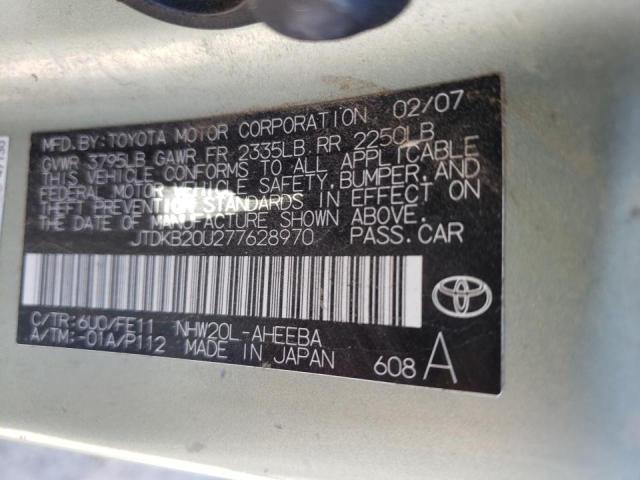 MFD. BY: TOYOTA MOTOR CORPORATION 02/07
GVWR 3795LB GAWR FR 2335LB RR 2250LB
THIS VEHICLE CONFORMS TO ALL APPLICABLE
FEDERAL MOTOR VEHICLE SAFETY, BUMPER, AND
THEFT PREVENTION STANDARDS IN EFFECT ON
THE DATE OF MANUFACTURE SHOWN ABOVE.
JTDKB20U277628970 PASS. CAR
C/TR: 6U0/FE11 NHW20L-AHEEBA
A/TM: -01A/P112 MADE IN JAPAN 608 A